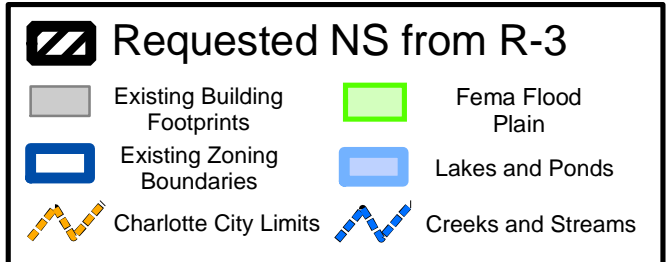 Requested NS from R-3
Existing Building
Footprints
Fema Flood
Plain
Existing Zoning
Boundaries
Lakes and Ponds
Charlotte City Limits
Creeks and Streams